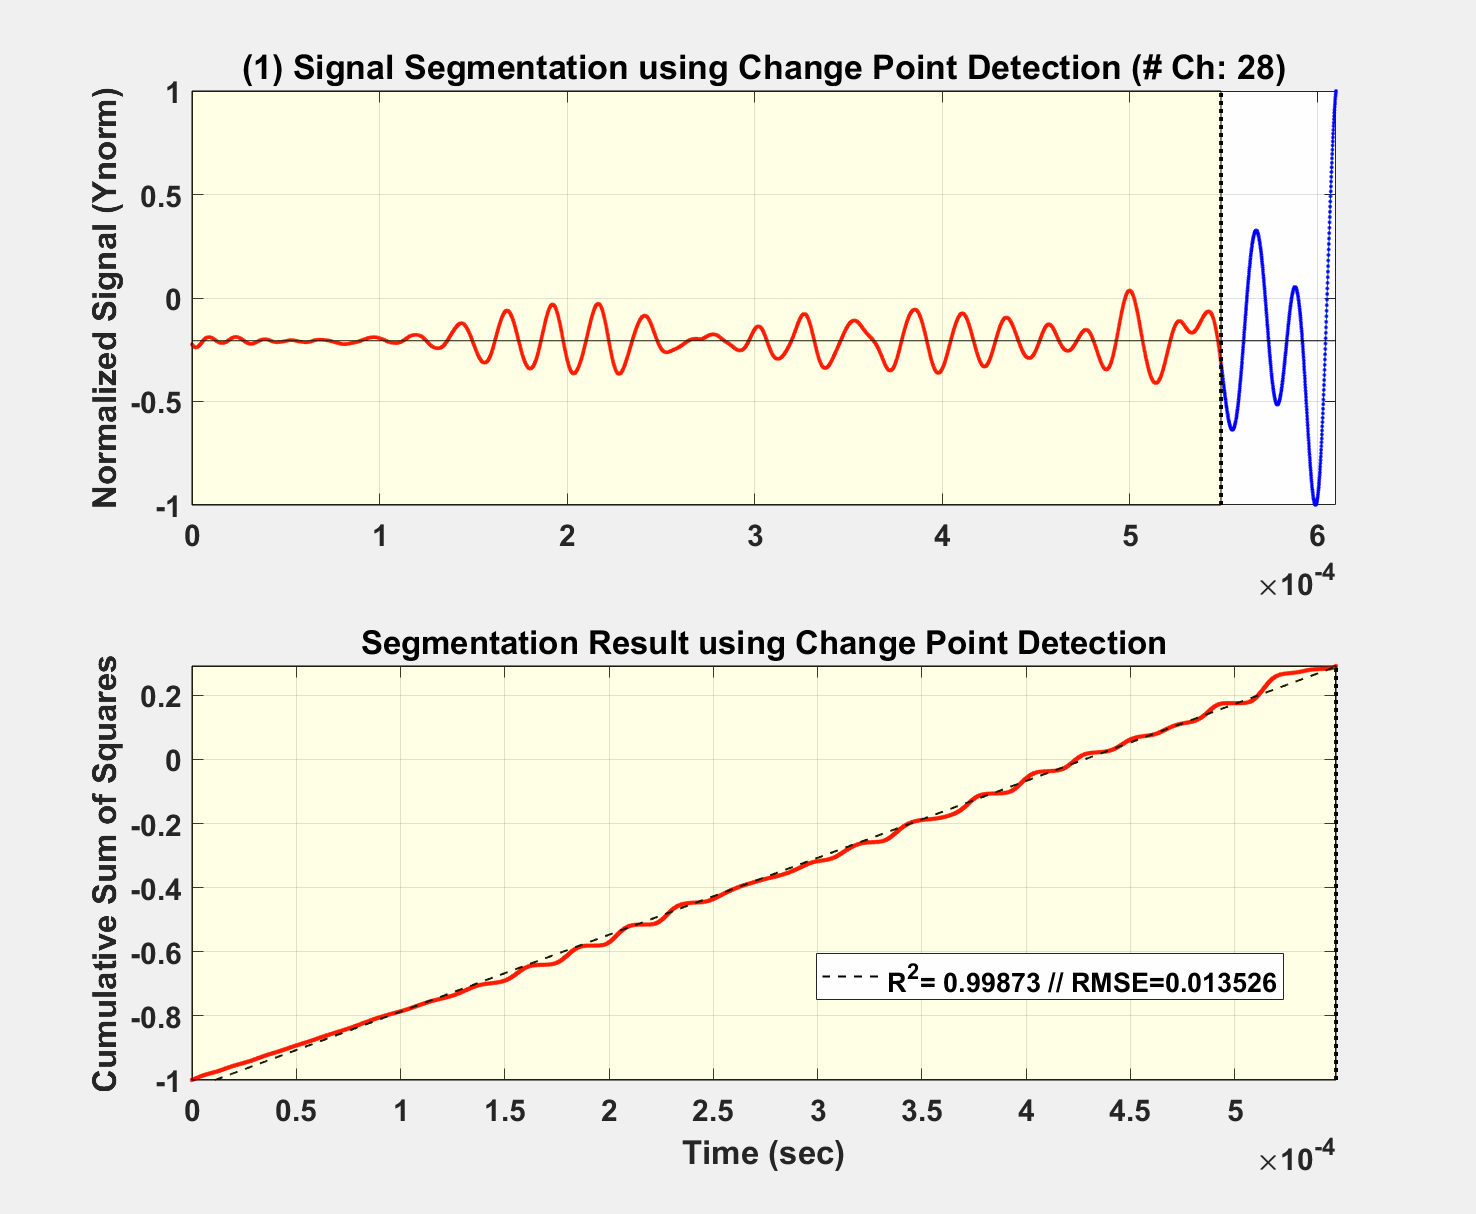 (1) Signal Segmentation using Change Point Detection (# Ch: 28)
Normalized Signal (Ynorm)
1
0.5
0
-0.5
-1
0 1 2 3 4 5 6
×10-4
Segmentation Result using Change Point Detection
Cumulative Sum of Squares
0.2
0
-0.2
-0.4
-0.6
-0.8
-1
R2= 0.99873 // RMSE=0.013526
0 0.5 1 1.5 2 2.5 3 3.5 4 4.5 5
Time (sec)
×10-4